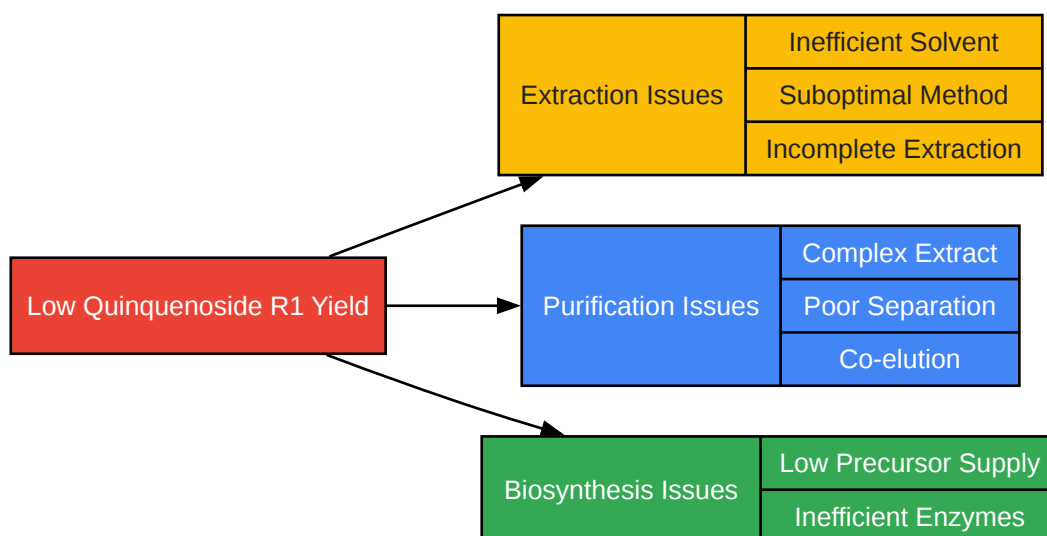 Low Quinquenoside R1 Yield
Extraction Issues
Inefficient Solvent
Suboptimal Method
Incomplete Extraction
Purification Issues
Complex Extract
Poor Separation
Co-elution
Biosynthesis Issues
Low Precursor Supply
Inefficient Enzymes